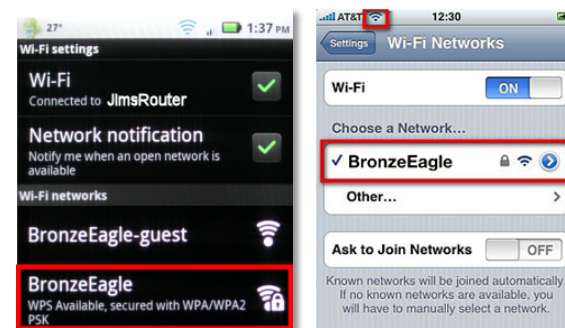 27°
1:37 PM
Wi-Fi settings
Wi-Fi
Connected to JImsRouter
Network notification
Notify me when an open network is
available
Wi-Fi networks
BronzeEagle-guest
BronzeEagle
WPS Available, secured with WPA/WPA2
PSK
AT&T
12:30
Settings
Wi-Fi Networks
Wi-Fi
ON
Choose a Network...
✓ BronzeEagle
Other...
Ask to Join Networks
OFF
Known networks will be joined automatically.
If no known networks are available, you
will have to manually select a network.